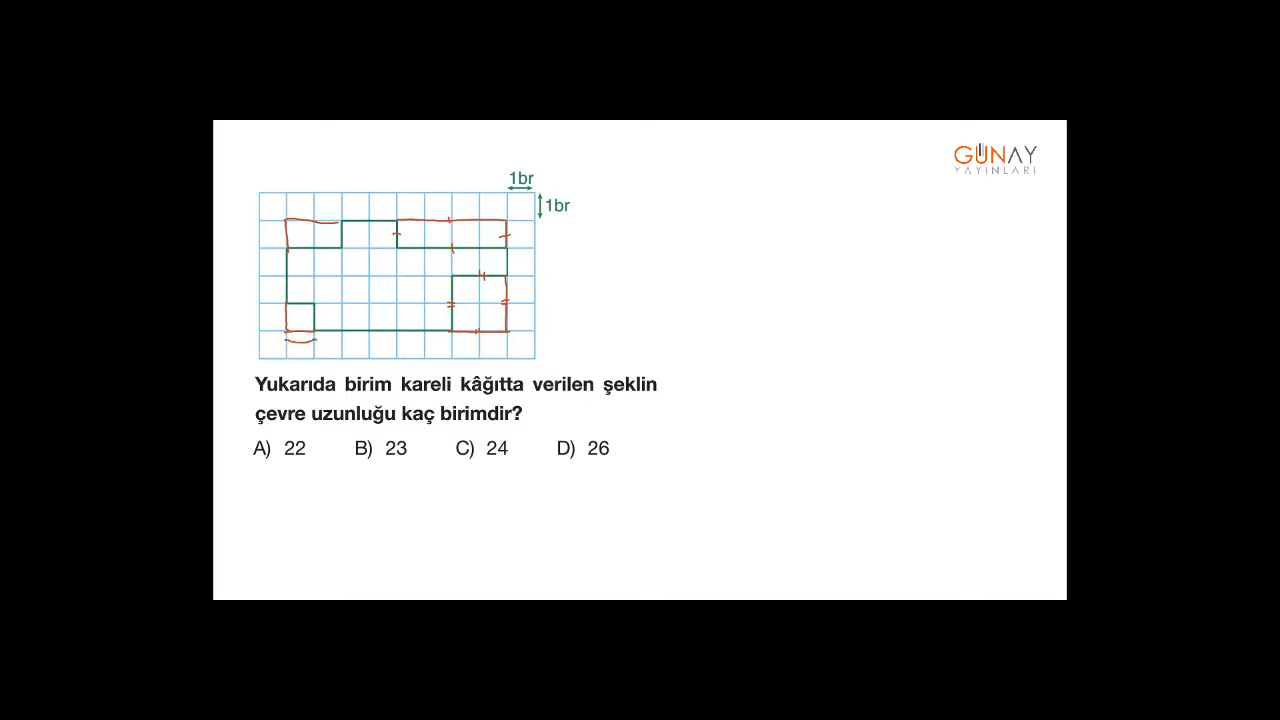 GÜNAY
YAYINLARI
1br
1br
Yukarıda birim kareli kâğıtta verilen şeklin
çevre uzunluğu kaç birimdir?
A) 22 B) 23 C) 24 D) 26